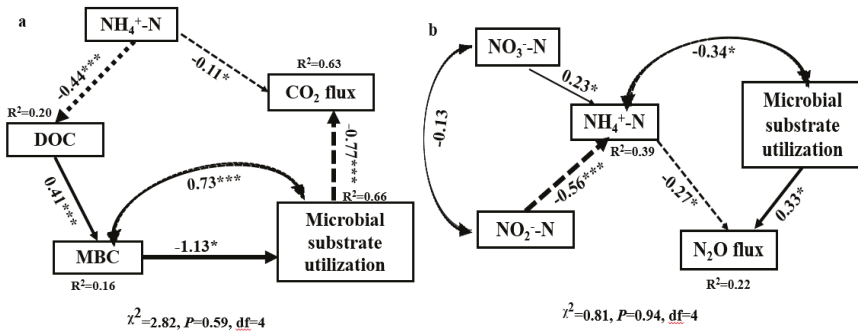 a
NH₄⁺-N
-0.44***
-0.11*
R²=0.63
CO₂ flux
R²=0.20
DOC
0.41***
0.73***
-0.77***
R²=0.66
Microbial
substrate
utilization
MBC
-1.13*
R²=0.16
χ²=2.82, P=0.59, df=4
b
NO₃⁻-N
-0.34*
0.23*
-0.13
NH₄⁺-N
R²=0.39
Microbial
substrate
utilization
-0.56***
-0.27*
0.33*
NO₂⁻-N
N₂O flux
R²=0.22
χ²=0.81, P=0.94, df=4